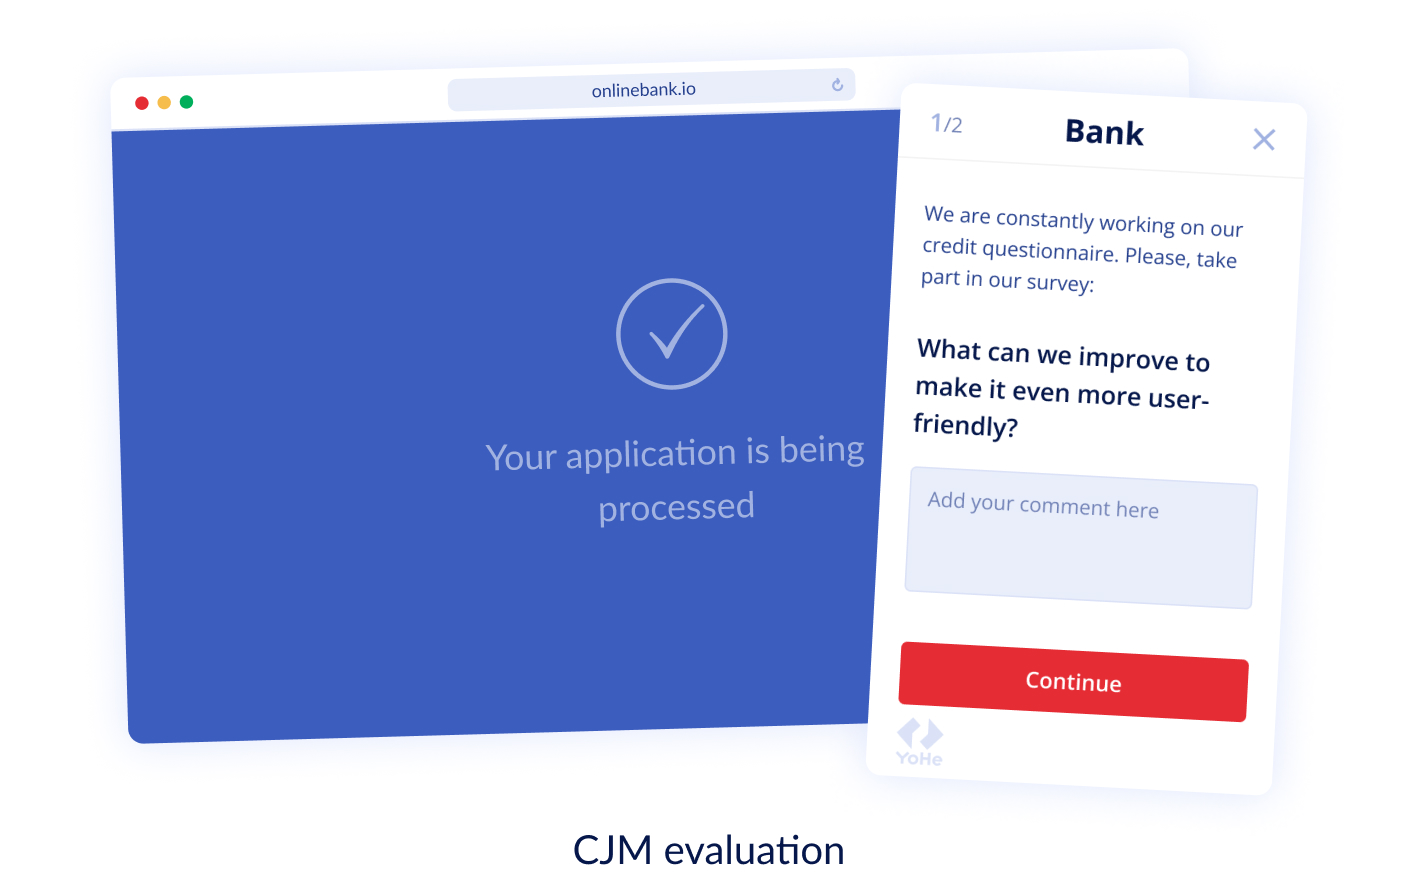 onlinebank.io
Your application is being
processed
1/2
Bank
We are constantly working on our
credit questionnaire. Please, take
part in our survey:
What can we improve to
make it even more user-
friendly?
Add your comment here
Continue
YoHe
CJM evaluation